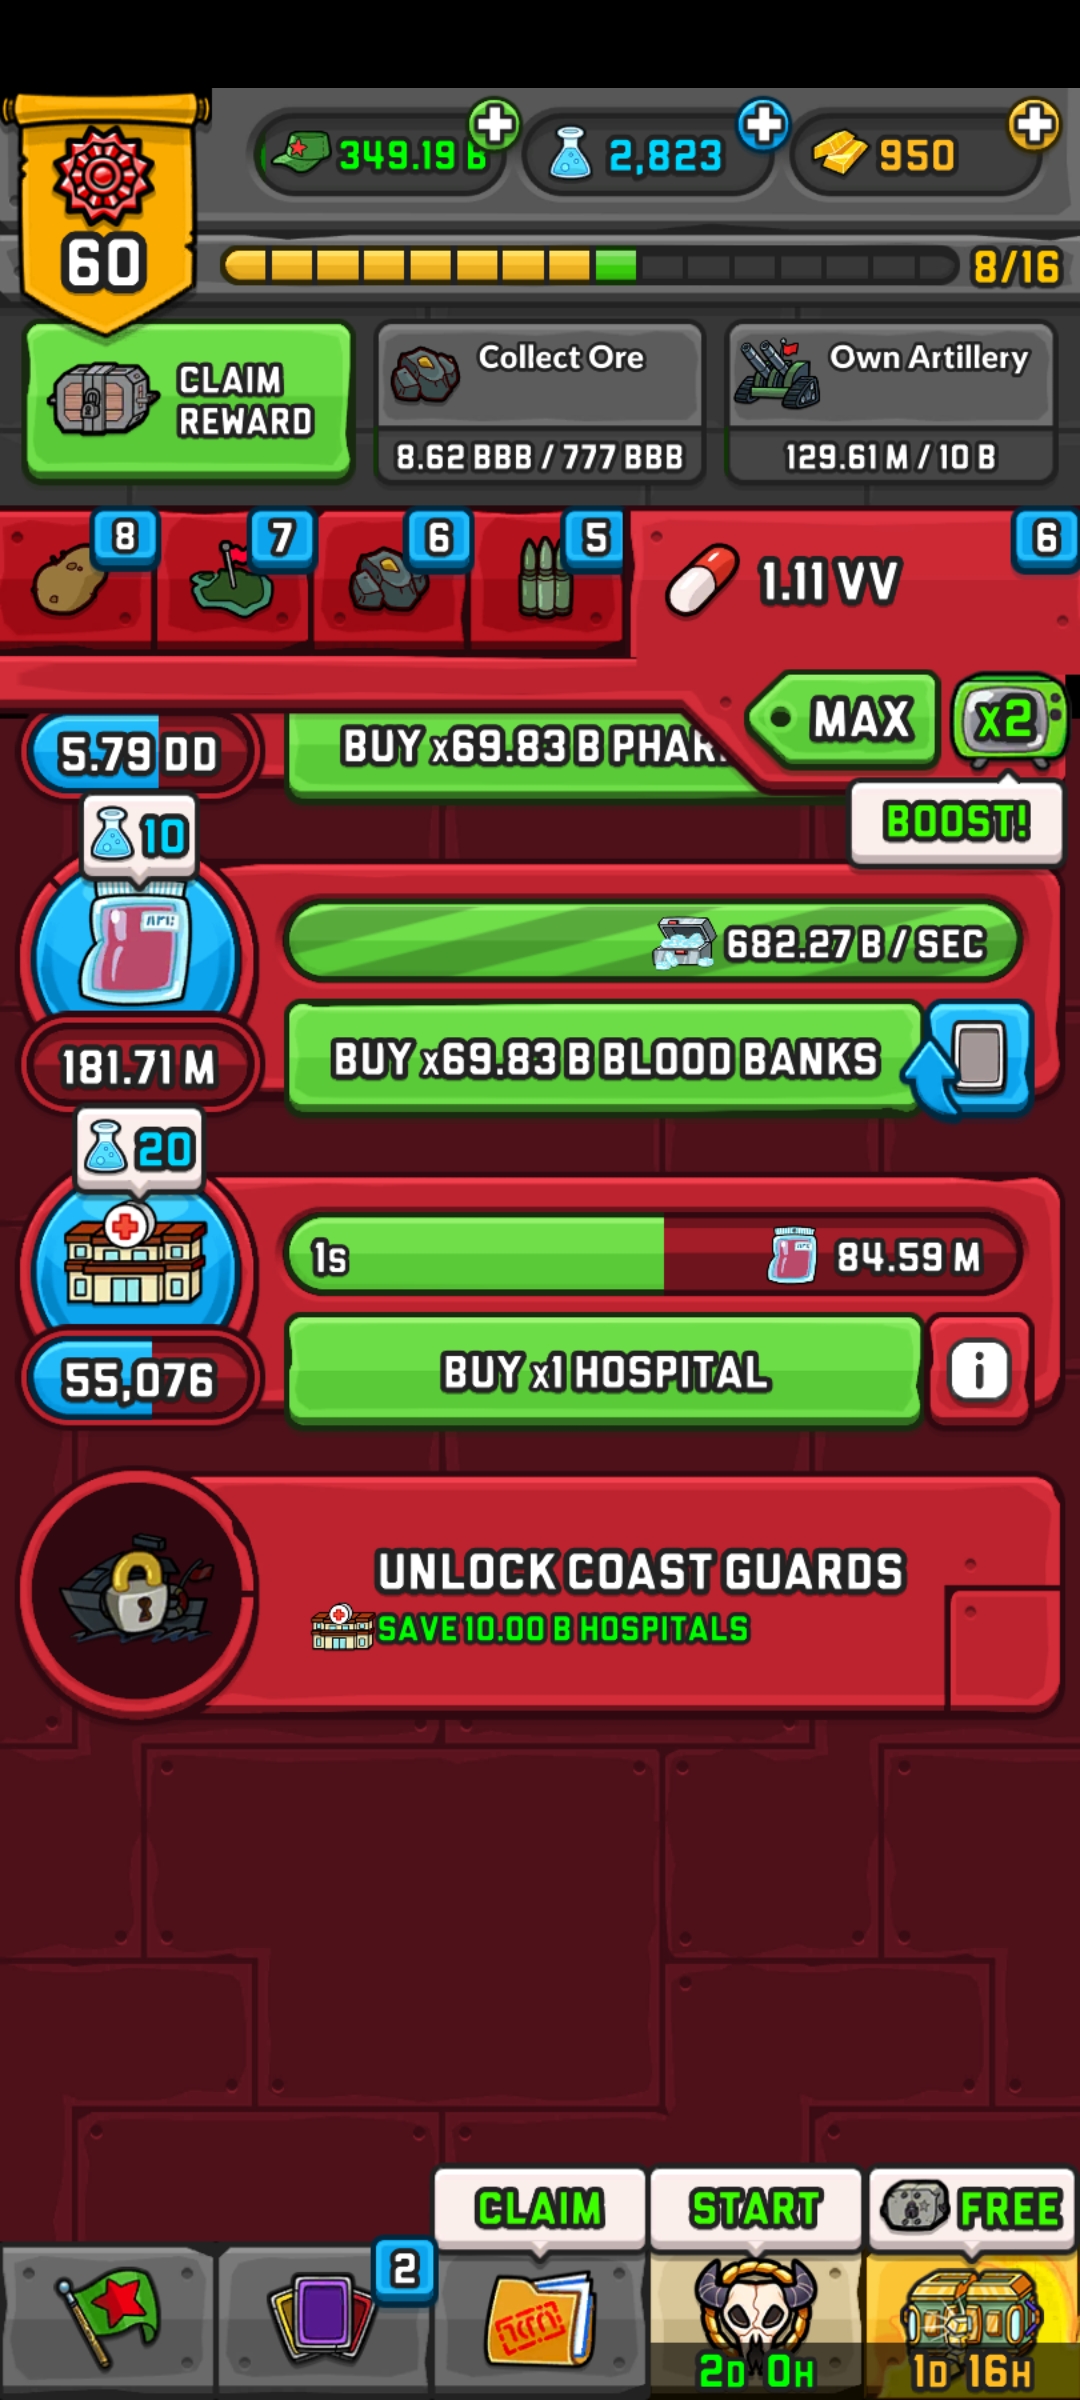 60
349.19 B
2,823
950
8/16
CLAIM
REWARD
Collect Ore
8.62 BBB / 777 BBB
Own Artillery
129.61 M / 10 B
8
7
6
5
1.11 VV
6
MAX
x2
BOOST!
5.79 DD
BUY x69.83 B
10
682.27 B / SEC
181.71 M
BUY x69.83 B BLOOD BANKS
20
1s
84.59 M
55,076
BUY x1 HOSPITAL
i
UNLOCK COAST GUARDS
SAVE 10.00 B HOSPITALS
CLAIM
START
FREE
2
2D 0H
1D 16H